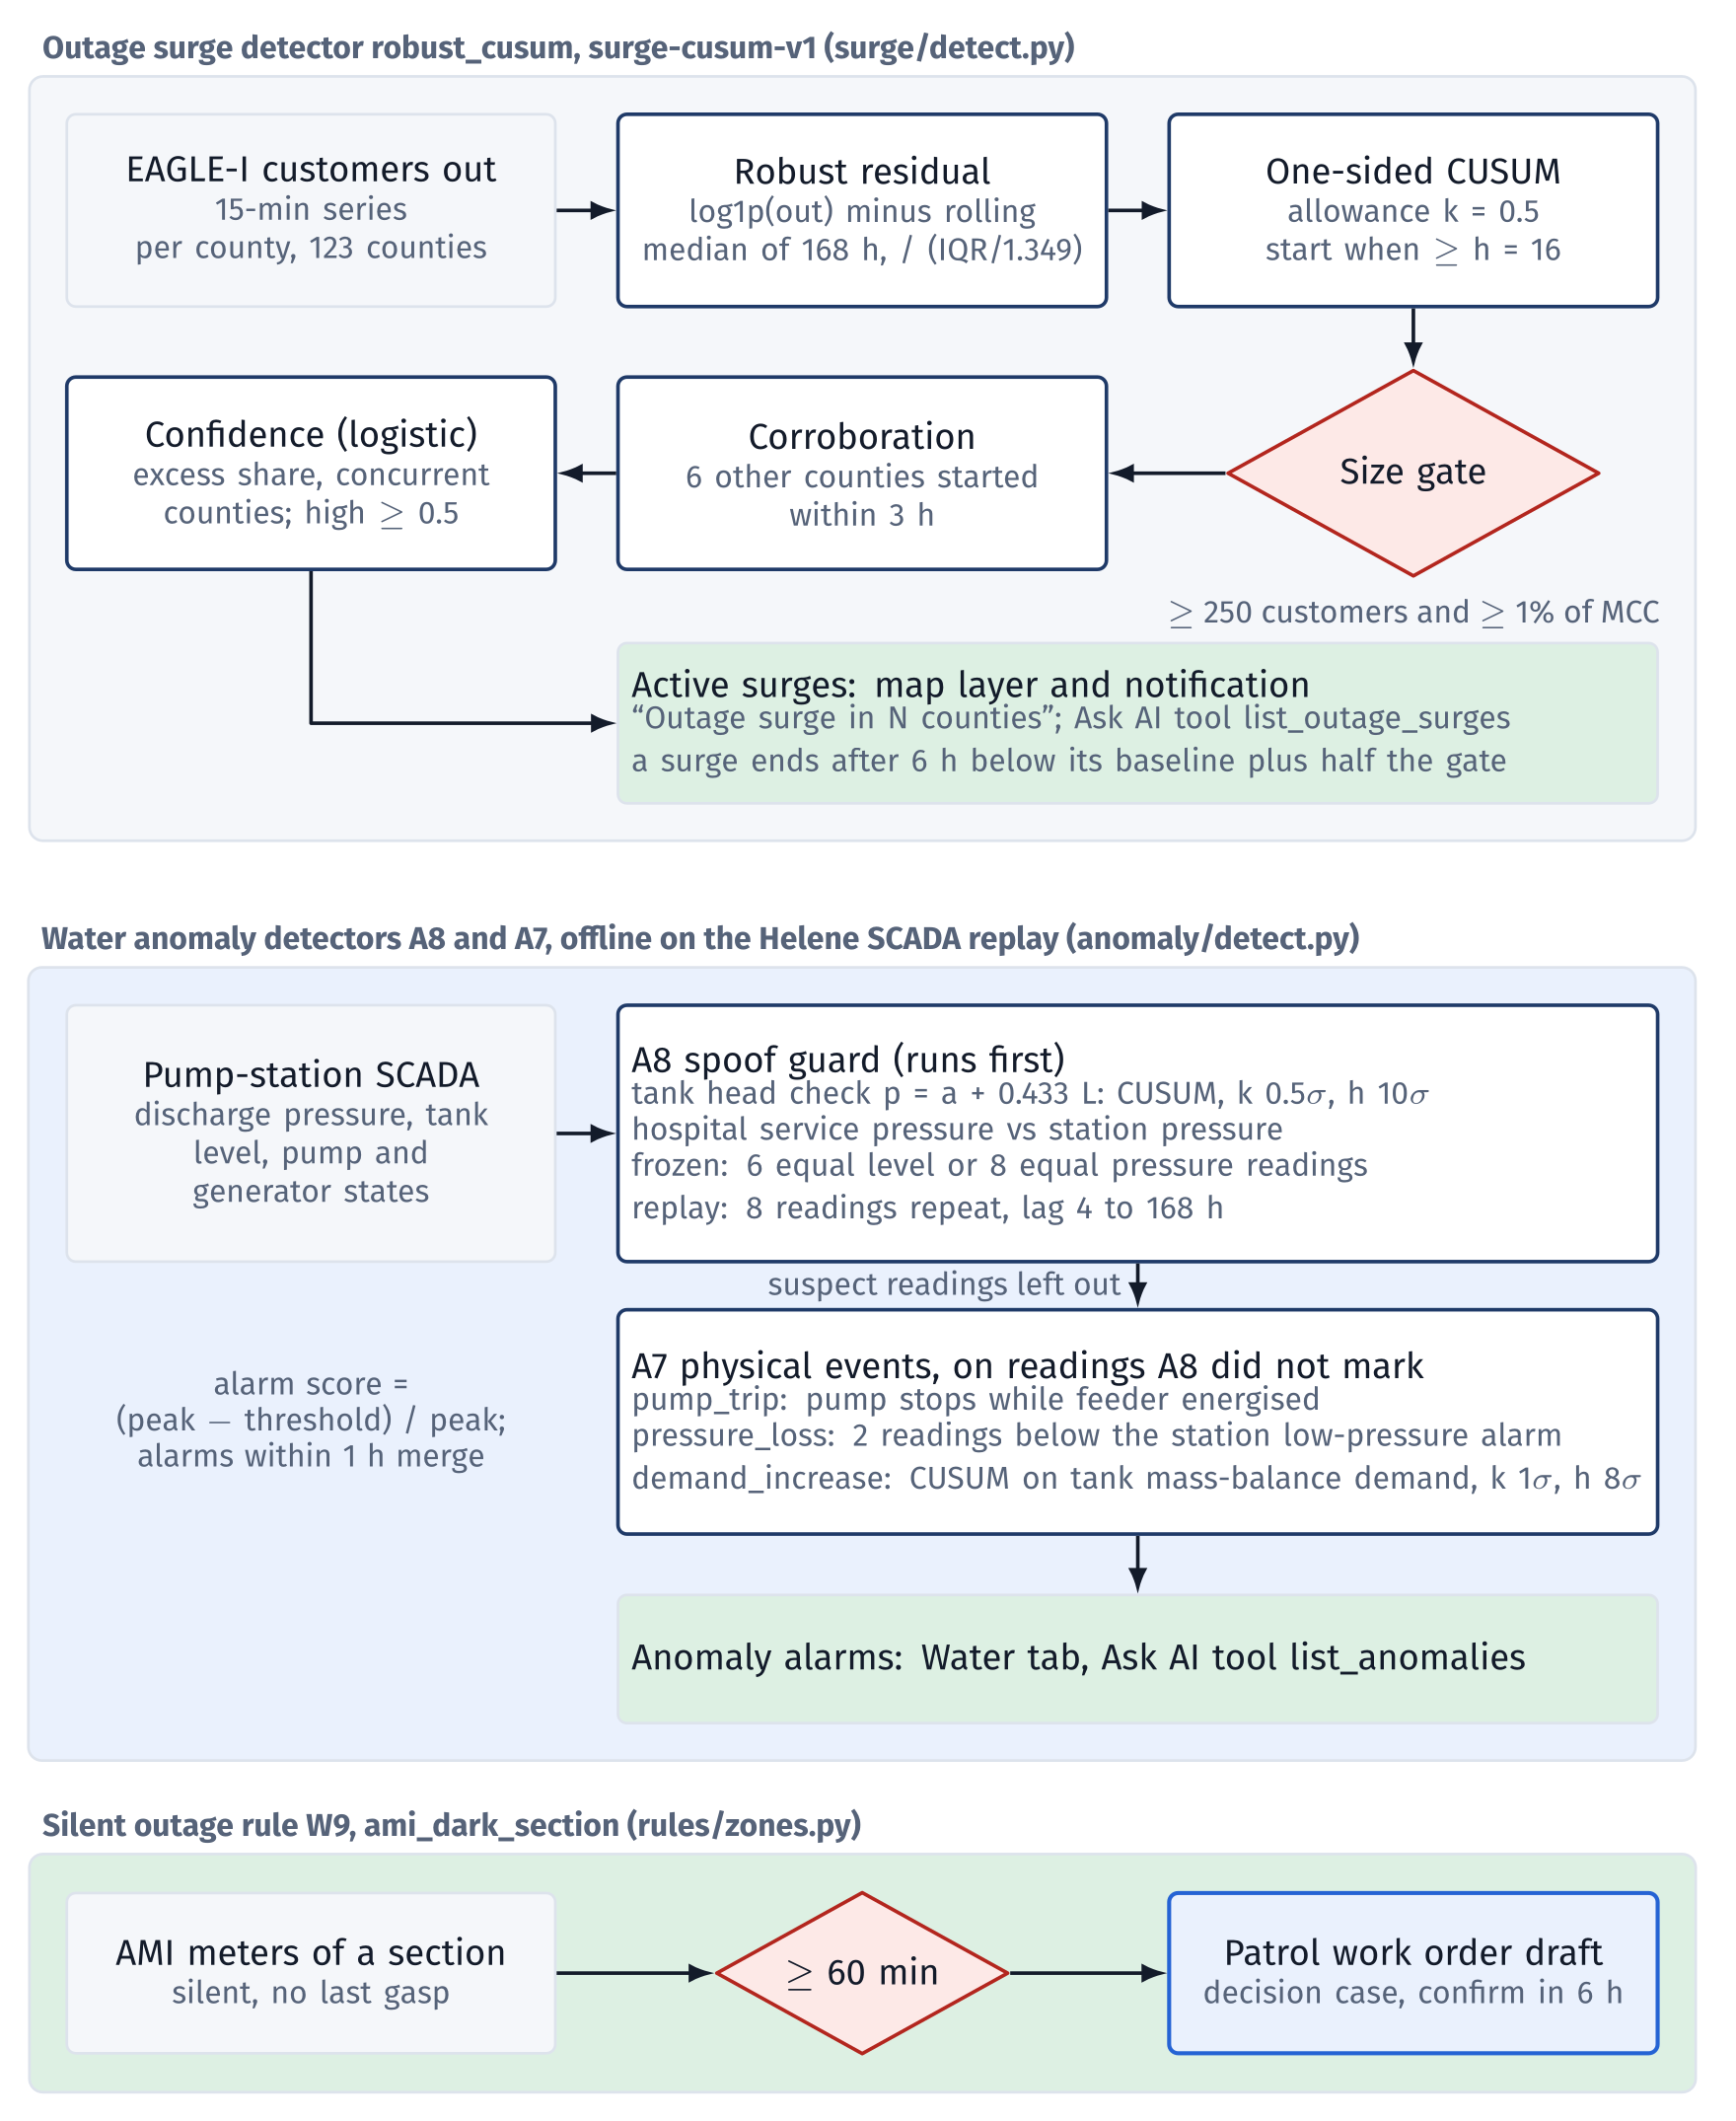 Outage surge detector robust_cusum, surge-cusum-v1 (surge/detect.py)
EAGLE-I customers out
15-min series
per county, 123 counties
Robust residual
log1p(out) minus rolling
median of 168 h, / (IQR/1.349)
One-sided CUSUM
allowance k = 0.5
start when ≥ h = 16
Confidence (logistic)
excess share, concurrent
counties; high ≥ 0.5
Corroboration
6 other counties started
within 3 h
Size gate
≥ 250 customers and ≥ 1% of MCC
Active surges: map layer and notification
“Outage surge in N counties”; Ask AI tool list_outage_surges
a surge ends after 6 h below its baseline plus half the gate
Water anomaly detectors A8 and A7, offline on the Helene SCADA replay (anomaly/detect.py)
Pump-station SCADA
discharge pressure, tank
level, pump and
generator states
A8 spoof guard (runs first)
tank head check p = a + 0.433 L: CUSUM, k 0.5σ, h 10σ
hospital service pressure vs station pressure
frozen: 6 equal level or 8 equal pressure readings
replay: 8 readings repeat, lag 4 to 168 h
suspect readings left out
alarm score =
(peak − threshold) / peak;
alarms within 1 h merge
A7 physical events, on readings A8 did not mark
pump_trip: pump stops while feeder energised
pressure_loss: 2 readings below the station low-pressure alarm
demand_increase: CUSUM on tank mass-balance demand, k 1σ, h 8σ
Anomaly alarms: Water tab, Ask AI tool list_anomalies
Silent outage rule W9, ami_dark_section (rules/zones.py)
AMI meters of a section
silent, no last gasp
≥ 60 min
Patrol work order draft
decision case, confirm in 6 h